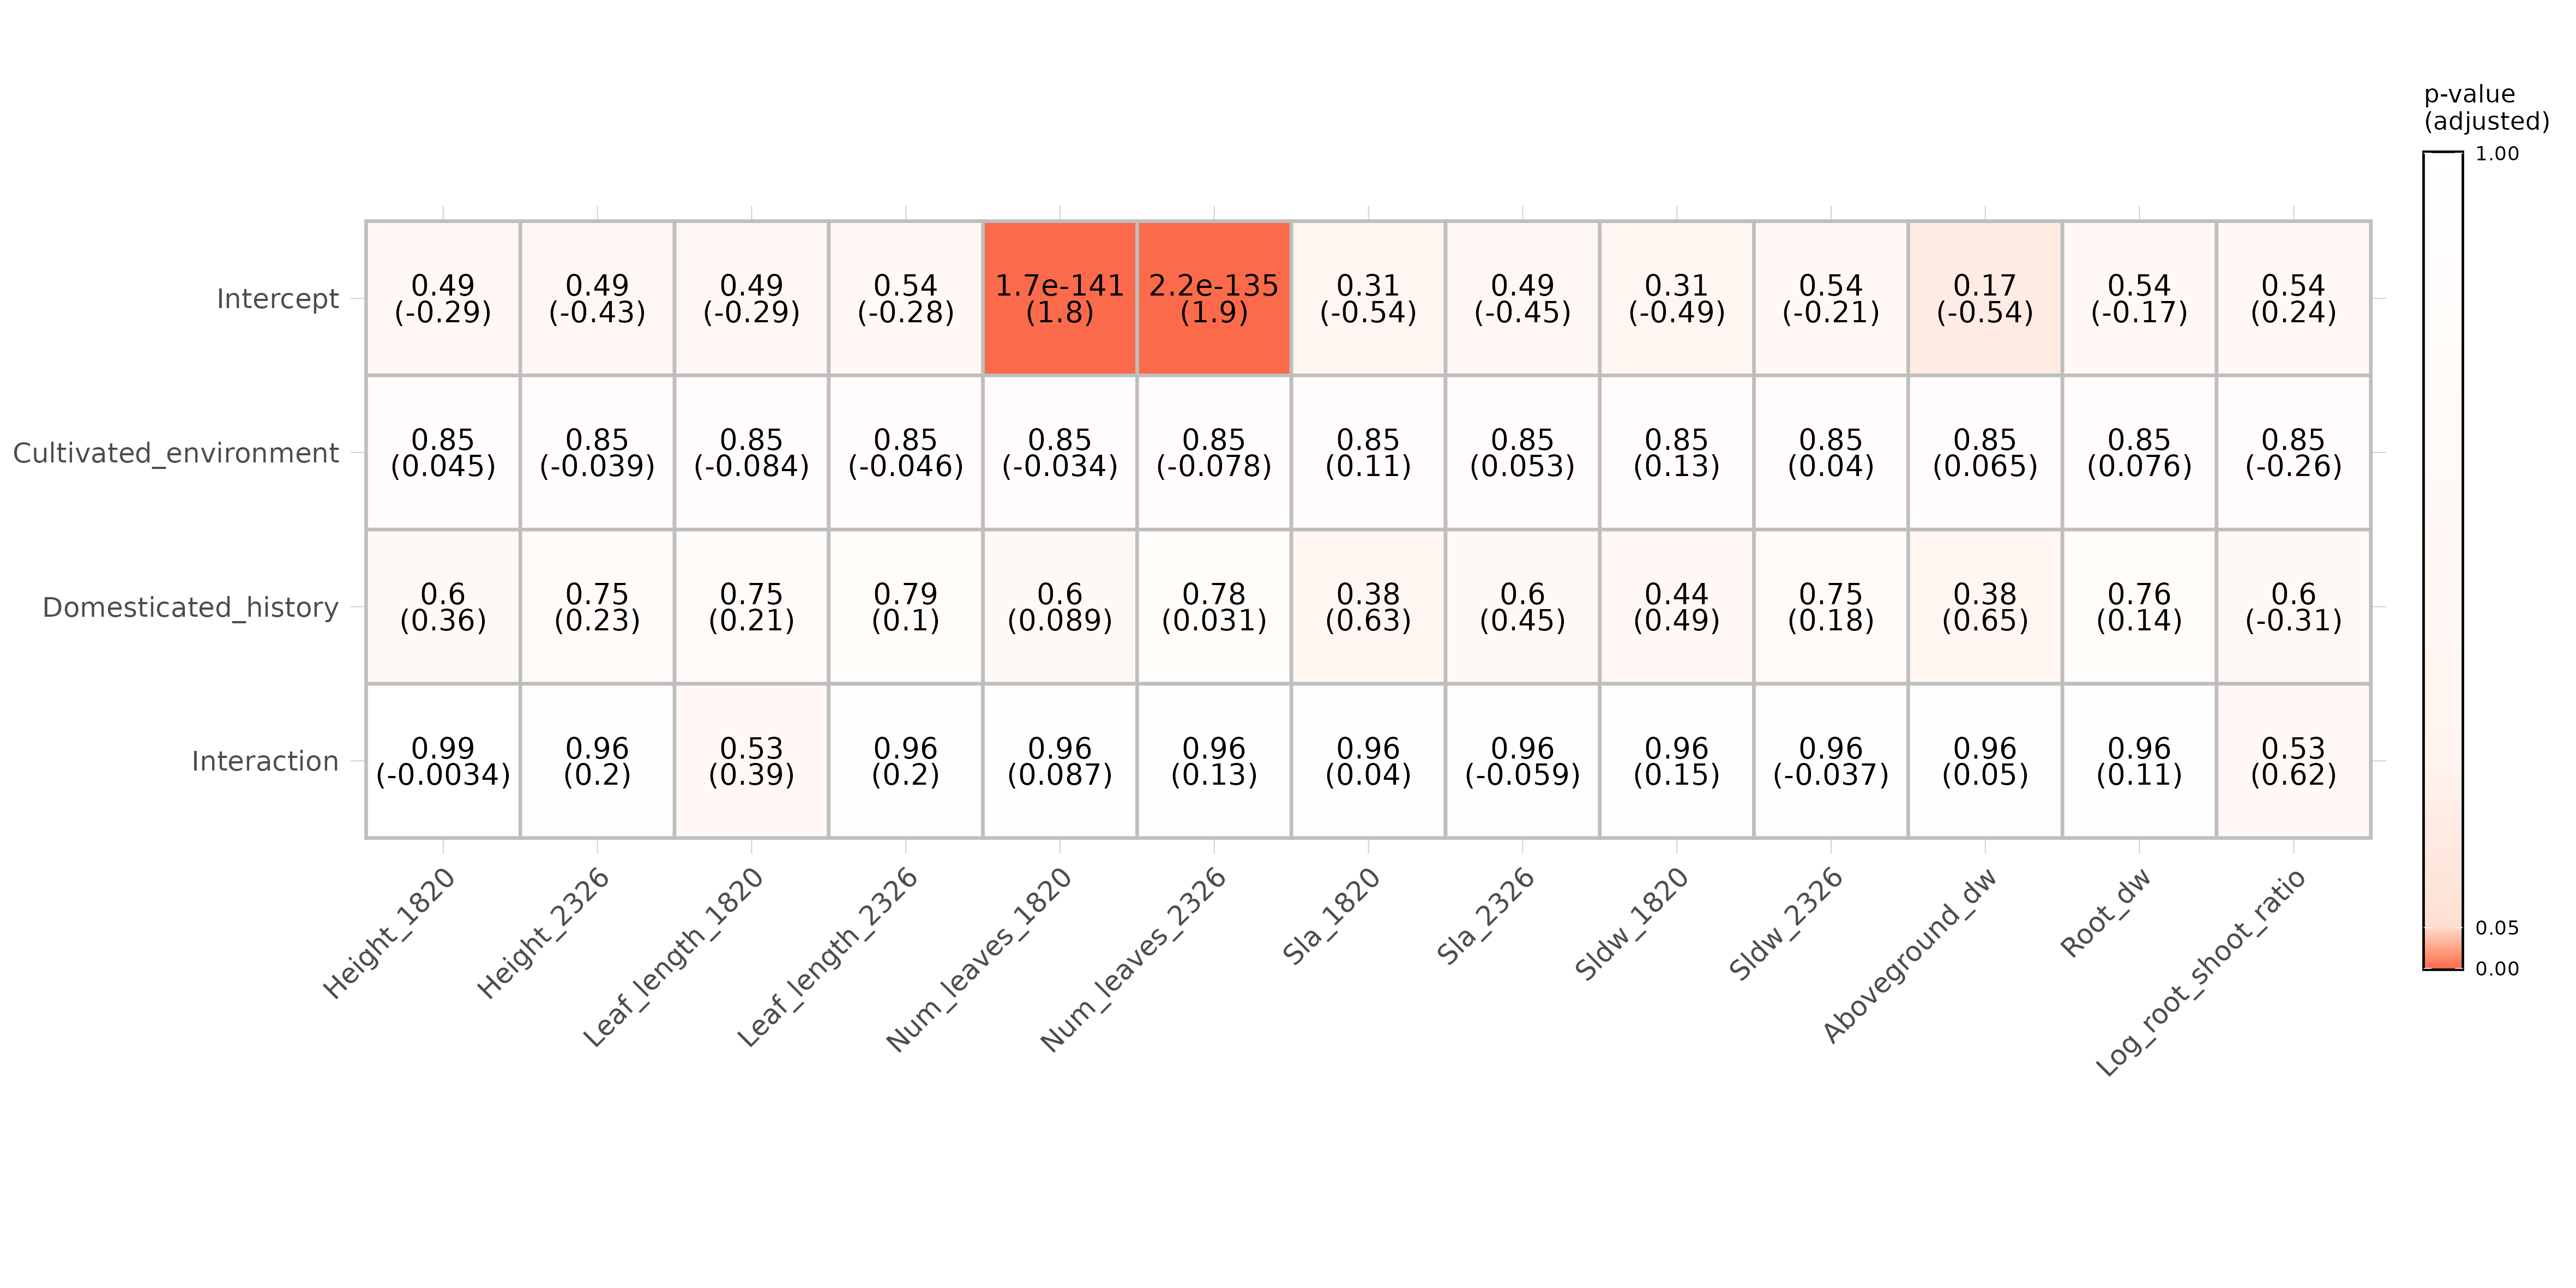 p-value
(adjusted)
1.00
0.05
0.00
Intercept
0.49 0.49 0.49 0.54 1.7e-141 2.2e-135 0.31 0.49 0.31 0.54 0.17 0.54 0.54
(-0.29) (-0.43) (-0.29) (-0.28) (1.8) (1.9) (-0.54) (-0.45) (-0.49) (-0.21) (-0.54) (-0.17) (0.24)
Cultivated_environment
0.85 0.85 0.85 0.85 0.85 0.85 0.85 0.85 0.85 0.85 0.85 0.85 0.85
(0.045) (-0.039) (-0.084) (-0.046) (-0.034) (-0.078) (0.11) (0.053) (0.13) (0.04) (0.065) (0.076) (-0.26)
Domesticated_history
0.6 0.75 0.75 0.79 0.6 0.78 0.38 0.6 0.44 0.75 0.38 0.76 0.6
(0.36) (0.23) (0.21) (0.1) (0.089) (0.031) (0.63) (0.45) (0.49) (0.18) (0.65) (0.14) (-0.31)
Interaction
0.99 0.96 0.53 0.96 0.96 0.96 0.96 0.96 0.96 0.96 0.96 0.96 0.53
(-0.0034) (0.2) (0.39) (0.2) (0.087) (0.13) (0.04) (-0.059) (0.15) (-0.037) (0.05) (0.11) (0.62)
Height_1820
Height_2326
Leaf_length_1820
Leaf_length_2326
Num_leaves_1820
Num_leaves_2326
Sla_1820
Sla_2326
Sldw_1820
Sldw_2326
Aboveground_dw
Root_dw
Log_root_shoot_ratio